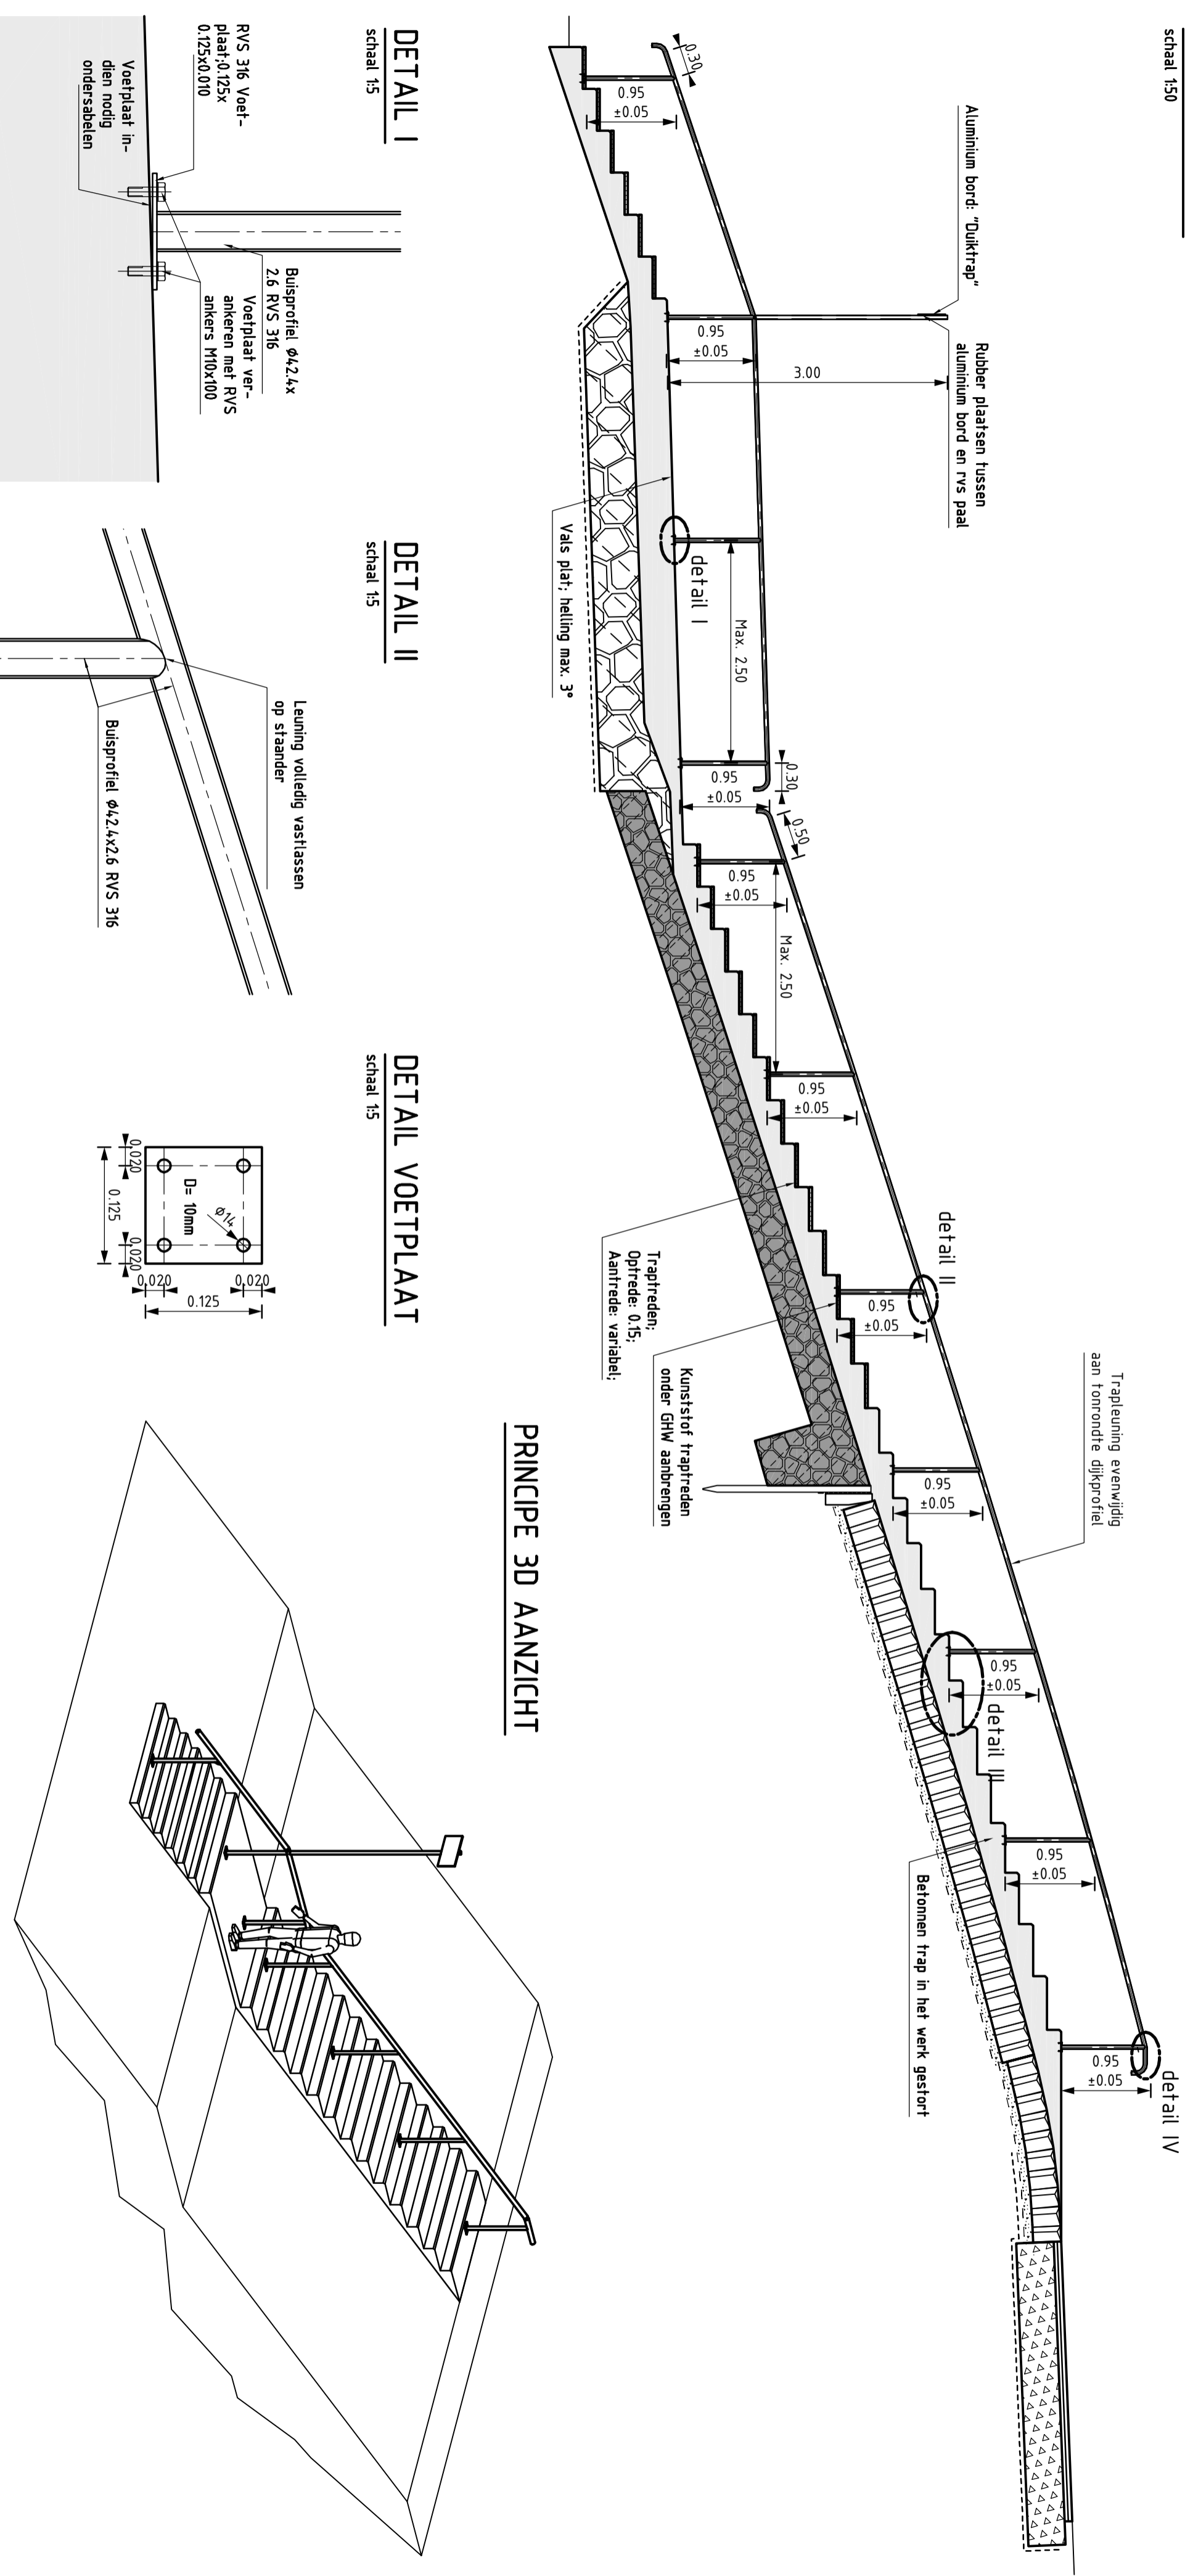 schaal 1:50
Aluminium bord: "Duiktrap"
Rubber plaatsen tussen
aluminium bord en rvs paal
0.30
0.95
±0.05
0.95
±0.05
3.00
Vals plat; helling max. 3°
detail I
Max. 2.50
0.95
±0.05
0.30
0.50
0.95
±0.05
Max. 2.50
0.95
±0.05
Traptreden;
Optrede: 0.15;
Aantrede: variabel;
Kunststof traptreden
onder GHW aanbrengen
detail II
0.95
±0.05
Trapleuning evenwijdig
aan tonrondte dijkprofiel
0.95
±0.05
0.95
±0.05
detail III
0.95
±0.05
Betonnen trap in het werk gestort
0.95
±0.05
detail IV
DETAIL I
schaal 1:5
RVS 316 Voet-
plaat;0.125x
0.125x0.010
Voetplaat in-
dien nodig
ondersabelen
Buisprofiel Ø42.4x
2.6 RVS 316
Voetplaat ver-
ankeren met RVS
ankers M10x100
DETAIL II
schaal 1:5
Leuning volledig vastlassen
op staander
Buisprofiel Ø42.4x2.6 RVS 316
DETAIL VOETPLAAT
schaal 1:5
D= 10mm
Ø14
0.020
0.125
0.020
0.020
0.125
0.020
PRINCIPE 3D AANZICHT